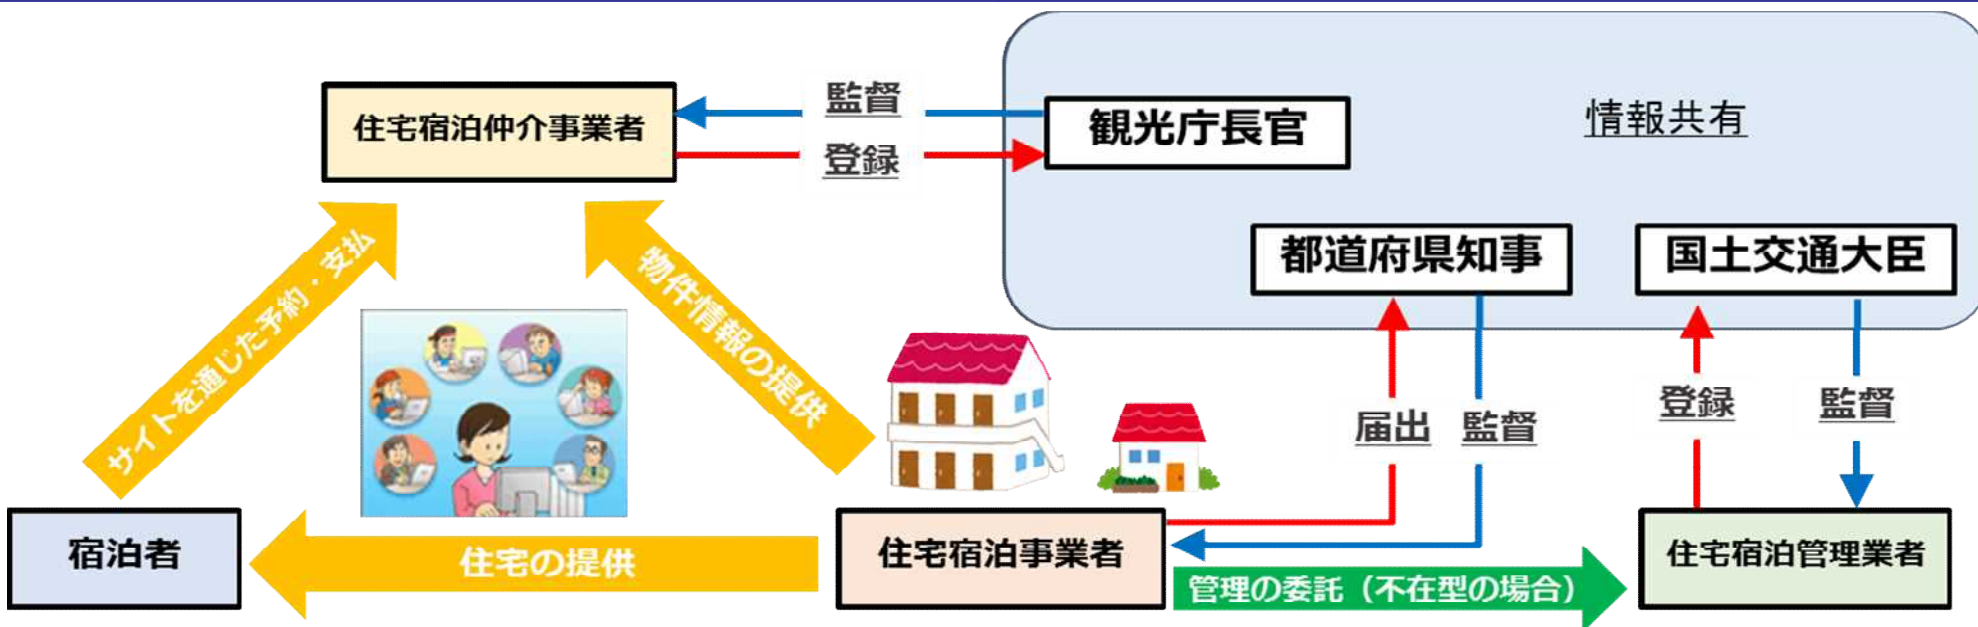 住宅宿泊仲介事業者
監督
登録
観光庁長官
情報共有
都道府県知事
国土交通大臣
サイトを通じた予約・支払
物件情報の提供
届出
監督
登録
監督
宿泊者
住宅の提供
住宅宿泊事業者
管理の委託（不在型の場合）
住宅宿泊管理業者